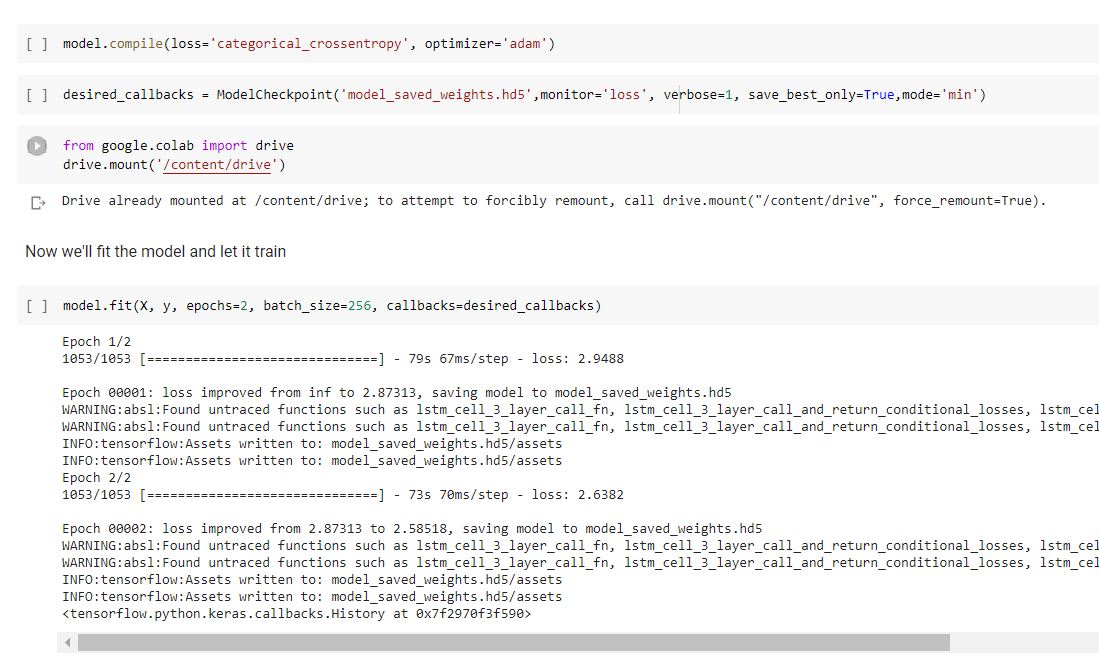 [ ] model.compile(loss='categorical_crossentropy', optimizer='adam')
[ ] desired_callbacks = ModelCheckpoint('model_saved_weights.hd5',monitor='loss', verbose=1, save_best_only=True,mode='min')
from google.colab import drive
drive.mount('/content/drive')
Drive already mounted at /content/drive; to attempt to forcibly remount, call drive.mount("/content/drive", force_remount=True).
Now we'll fit the model and let it train
[ ] model.fit(X, y, epochs=2, batch_size=256, callbacks=desired_callbacks)
Epoch 1/2
1053/1053 [==============================] - 79s 67ms/step - loss: 2.9488
Epoch 00001: loss improved from inf to 2.87313, saving model to model_saved_weights.hd5
WARNING:absl:Found untraced functions such as lstm_cell_3_layer_call_fn, lstm_cell_3_layer_call_and_return_conditional_losses, lstm_cel
WARNING:absl:Found untraced functions such as lstm_cell_3_layer_call_fn, lstm_cell_3_layer_call_and_return_conditional_losses, lstm_cel
INFO:tensorflow:Assets written to: model_saved_weights.hd5/assets
INFO:tensorflow:Assets written to: model_saved_weights.hd5/assets
Epoch 2/2
1053/1053 [==============================] - 73s 70ms/step - loss: 2.6382
Epoch 00002: loss improved from 2.87313 to 2.58518, saving model to model_saved_weights.hd5
WARNING:absl:Found untraced functions such as lstm_cell_3_layer_call_fn, lstm_cell_3_layer_call_and_return_conditional_losses, lstm_cel
WARNING:absl:Found untraced functions such as lstm_cell_3_layer_call_fn, lstm_cell_3_layer_call_and_return_conditional_losses, lstm_cel
INFO:tensorflow:Assets written to: model_saved_weights.hd5/assets
INFO:tensorflow:Assets written to: model_saved_weights.hd5/assets
<tensorflow.python.keras.callbacks.History at 0x7f2970f3f590>